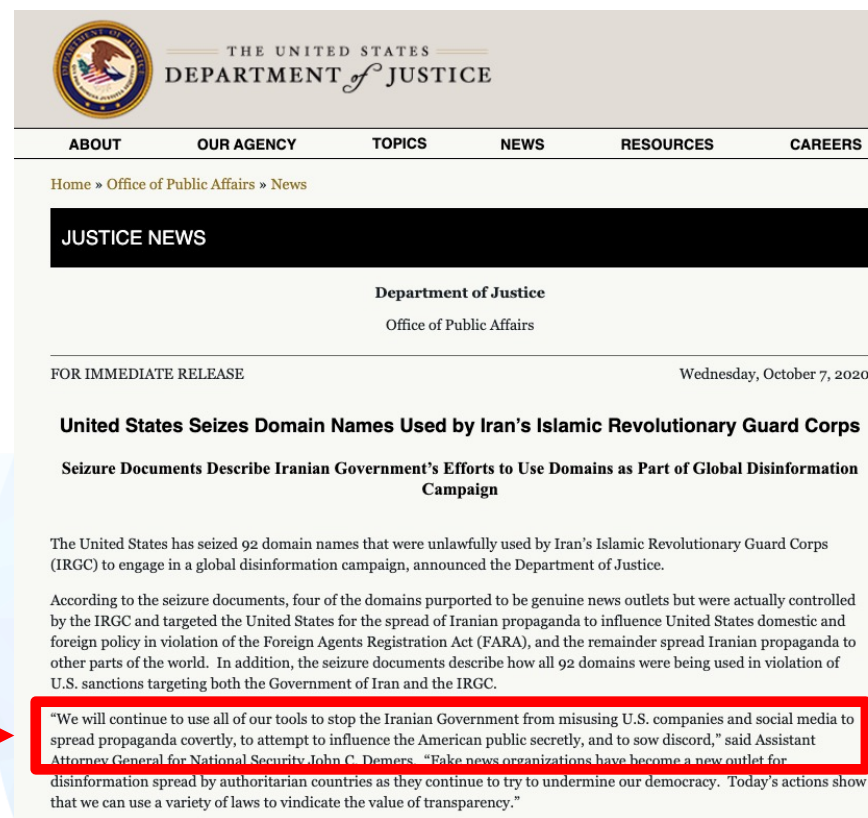 THE UNITED STATES
DEPARTMENT of JUSTICE
ABOUT OUR AGENCY TOPICS NEWS RESOURCES CAREERS
Home » Office of Public Affairs » News
JUSTICE NEWS
Department of Justice
Office of Public Affairs
FOR IMMEDIATE RELEASE Wednesday, October 7, 2020
United States Seizes Domain Names Used by Iran’s Islamic Revolutionary Guard Corps
Seizure Documents Describe Iranian Government’s Efforts to Use Domains as Part of Global Disinformation
Campaign
The United States has seized 92 domain names that were unlawfully used by Iran’s Islamic Revolutionary Guard Corps
(IRGC) to engage in a global disinformation campaign, announced the Department of Justice.
According to the seizure documents, four of the domains purported to be genuine news outlets but were actually controlled
by the IRGC and targeted the United States for the spread of Iranian propaganda to influence United States domestic and
foreign policy in violation of the Foreign Agents Registration Act (FARA), and the remainder spread Iranian propaganda to
other parts of the world. In addition, the seizure documents describe how all 92 domains were being used in violation of
U.S. sanctions targeting both the Government of Iran and the IRGC.
“We will continue to use all of our tools to stop the Iranian Government from misusing U.S. companies and social media to
spread propaganda covertly, to attempt to influence the American public secretly, and to sow discord,” said Assistant
Attorney General for National Security John C. Demers. “Fake news organizations have become a new outlet for
disinformation spread by authoritarian countries as they continue to try to undermine our democracy. Today’s actions show
that we can use a variety of laws to vindicate the value of transparency.”